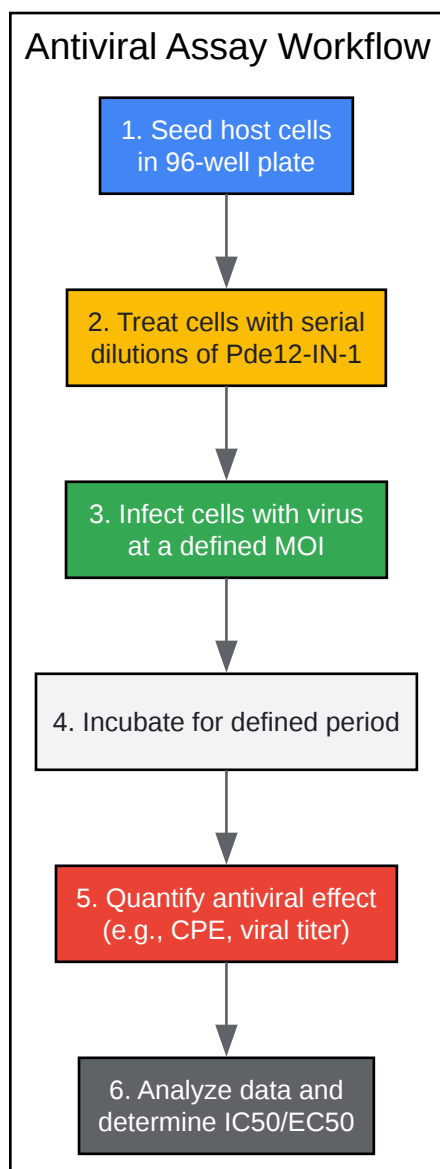 Antiviral Assay Workflow
1. Seed host cells
in 96-well plate
2. Treat cells with serial
dilutions of Pde12-IN-1
3. Infect cells with virus
at a defined MOI
4. Incubate for defined period
5. Quantify antiviral effect
(e.g., CPE, viral titer)
6. Analyze data and
determine IC50/EC50